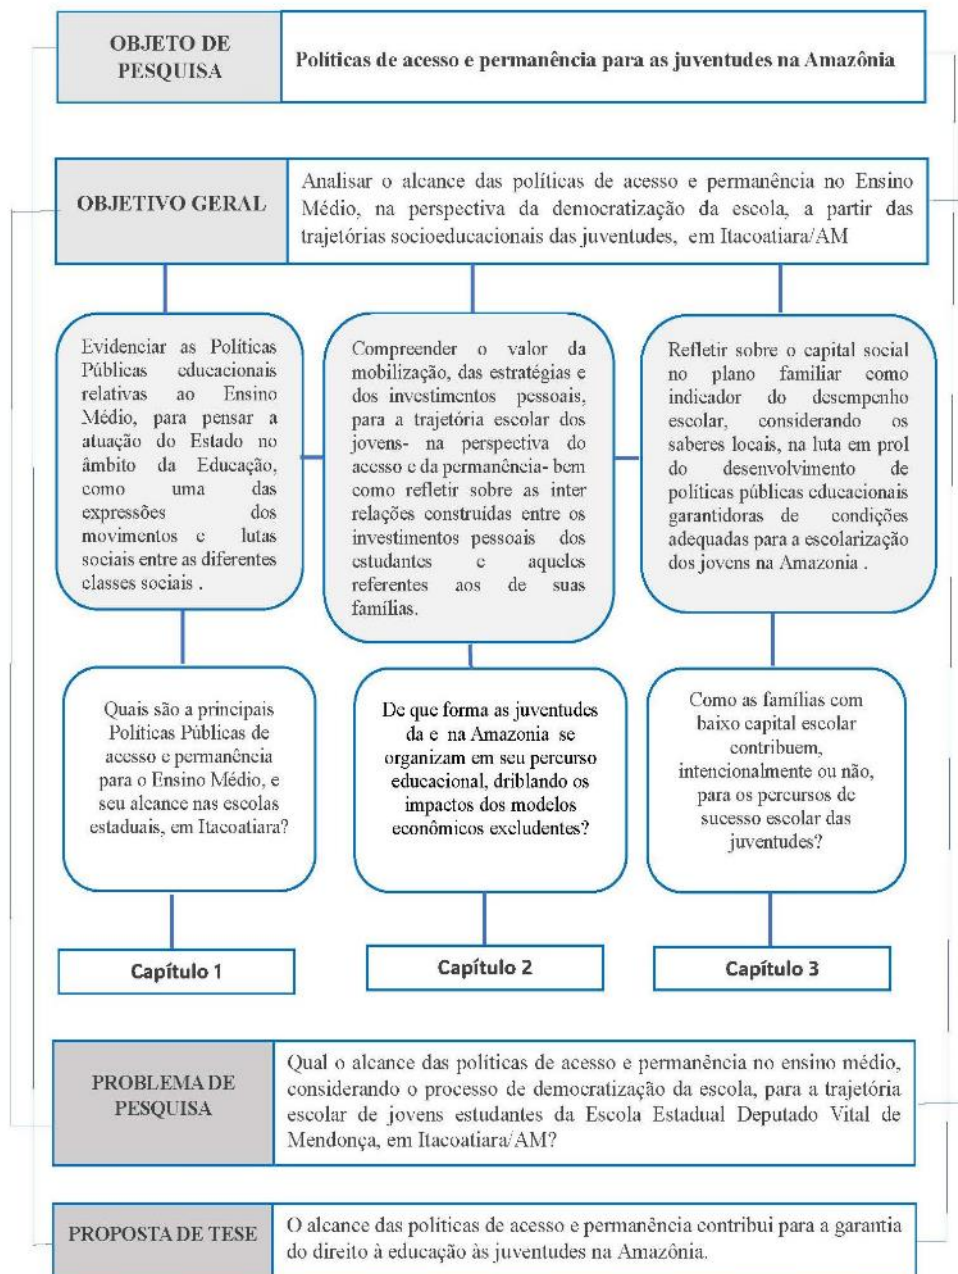 OBJETO DE
PESQUISA
Políticas de acesso e permanência para as juventudes na Amazônia
OBJETIVO GERAL
Analisar o alcance das políticas de acesso e permanência no Ensino
Médio, na perspectiva da democratização da escola, a partir das
trajetórias socioeducacionais das juventudes, em Itacoatiara/AM
Evidenciar as Políticas
Públicas educacionais
relativas ao Ensino
Médio, para pensar a
atuação do Estado no
âmbito da Educação,
como uma das
expressões dos
movimentos e lutas
sociais entre as diferentes
classes sociais .
Compreender o valor da
mobilização, das estratégias e
dos investimentos pessoais,
para a trajetória escolar dos
jovens- na perspectiva do
acesso e da permanência- bem
como refletir sobre as inter
relações construídas entre os
investimentos pessoais dos
estudantes e aqueles
referentes aos de suas
famílias.
Refletir sobre o capital social
no plano familiar como
indicador do desempenho
escolar, considerando os
saberes locais, na luta em prol
do desenvolvimento de
políticas públicas educacionais
garantidoras de condições
adequadas para a escolarização
dos jovens na Amazonia .
Quais são a principais
Políticas Públicas de
acesso e permanência
para o Ensino Médio, e
seu alcance nas escolas
estaduais, em Itacoatiara?
De que forma as juventudes
da e na Amazonia se
organizam em seu percurso
educacional, driblando os
impactos dos modelos
econômicos excludentes?
Como as famílias com
baixo capital escolar
contribuem,
intencionalmente ou não,
para os percursos de
sucesso escolar das
juventudes?
Capítulo 1
Capítulo 2
Capítulo 3
PROBLEMA DE
PESQUISA
Qual o alcance das políticas de acesso e permanência no ensino médio,
considerando o processo de democratização da escola, para a trajetória
escolar de jovens estudantes da Escola Estadual Deputado Vital de
Mendonça, em Itacoatiara/AM?
PROPOSTA DE TESE
O alcance das políticas de acesso e permanência contribui para a garantia
do direito à educação às juventudes na Amazônia.